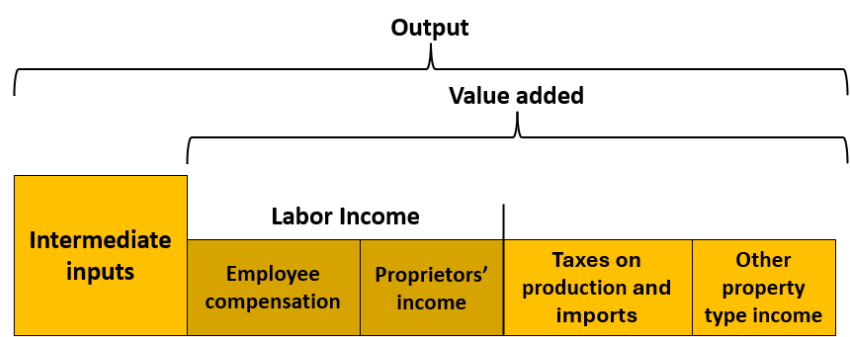 Output
Value added
Labor Income
Intermediate
inputs
Employee
compensation
Proprietors’
income
Taxes on
production and
imports
Other
property
type income